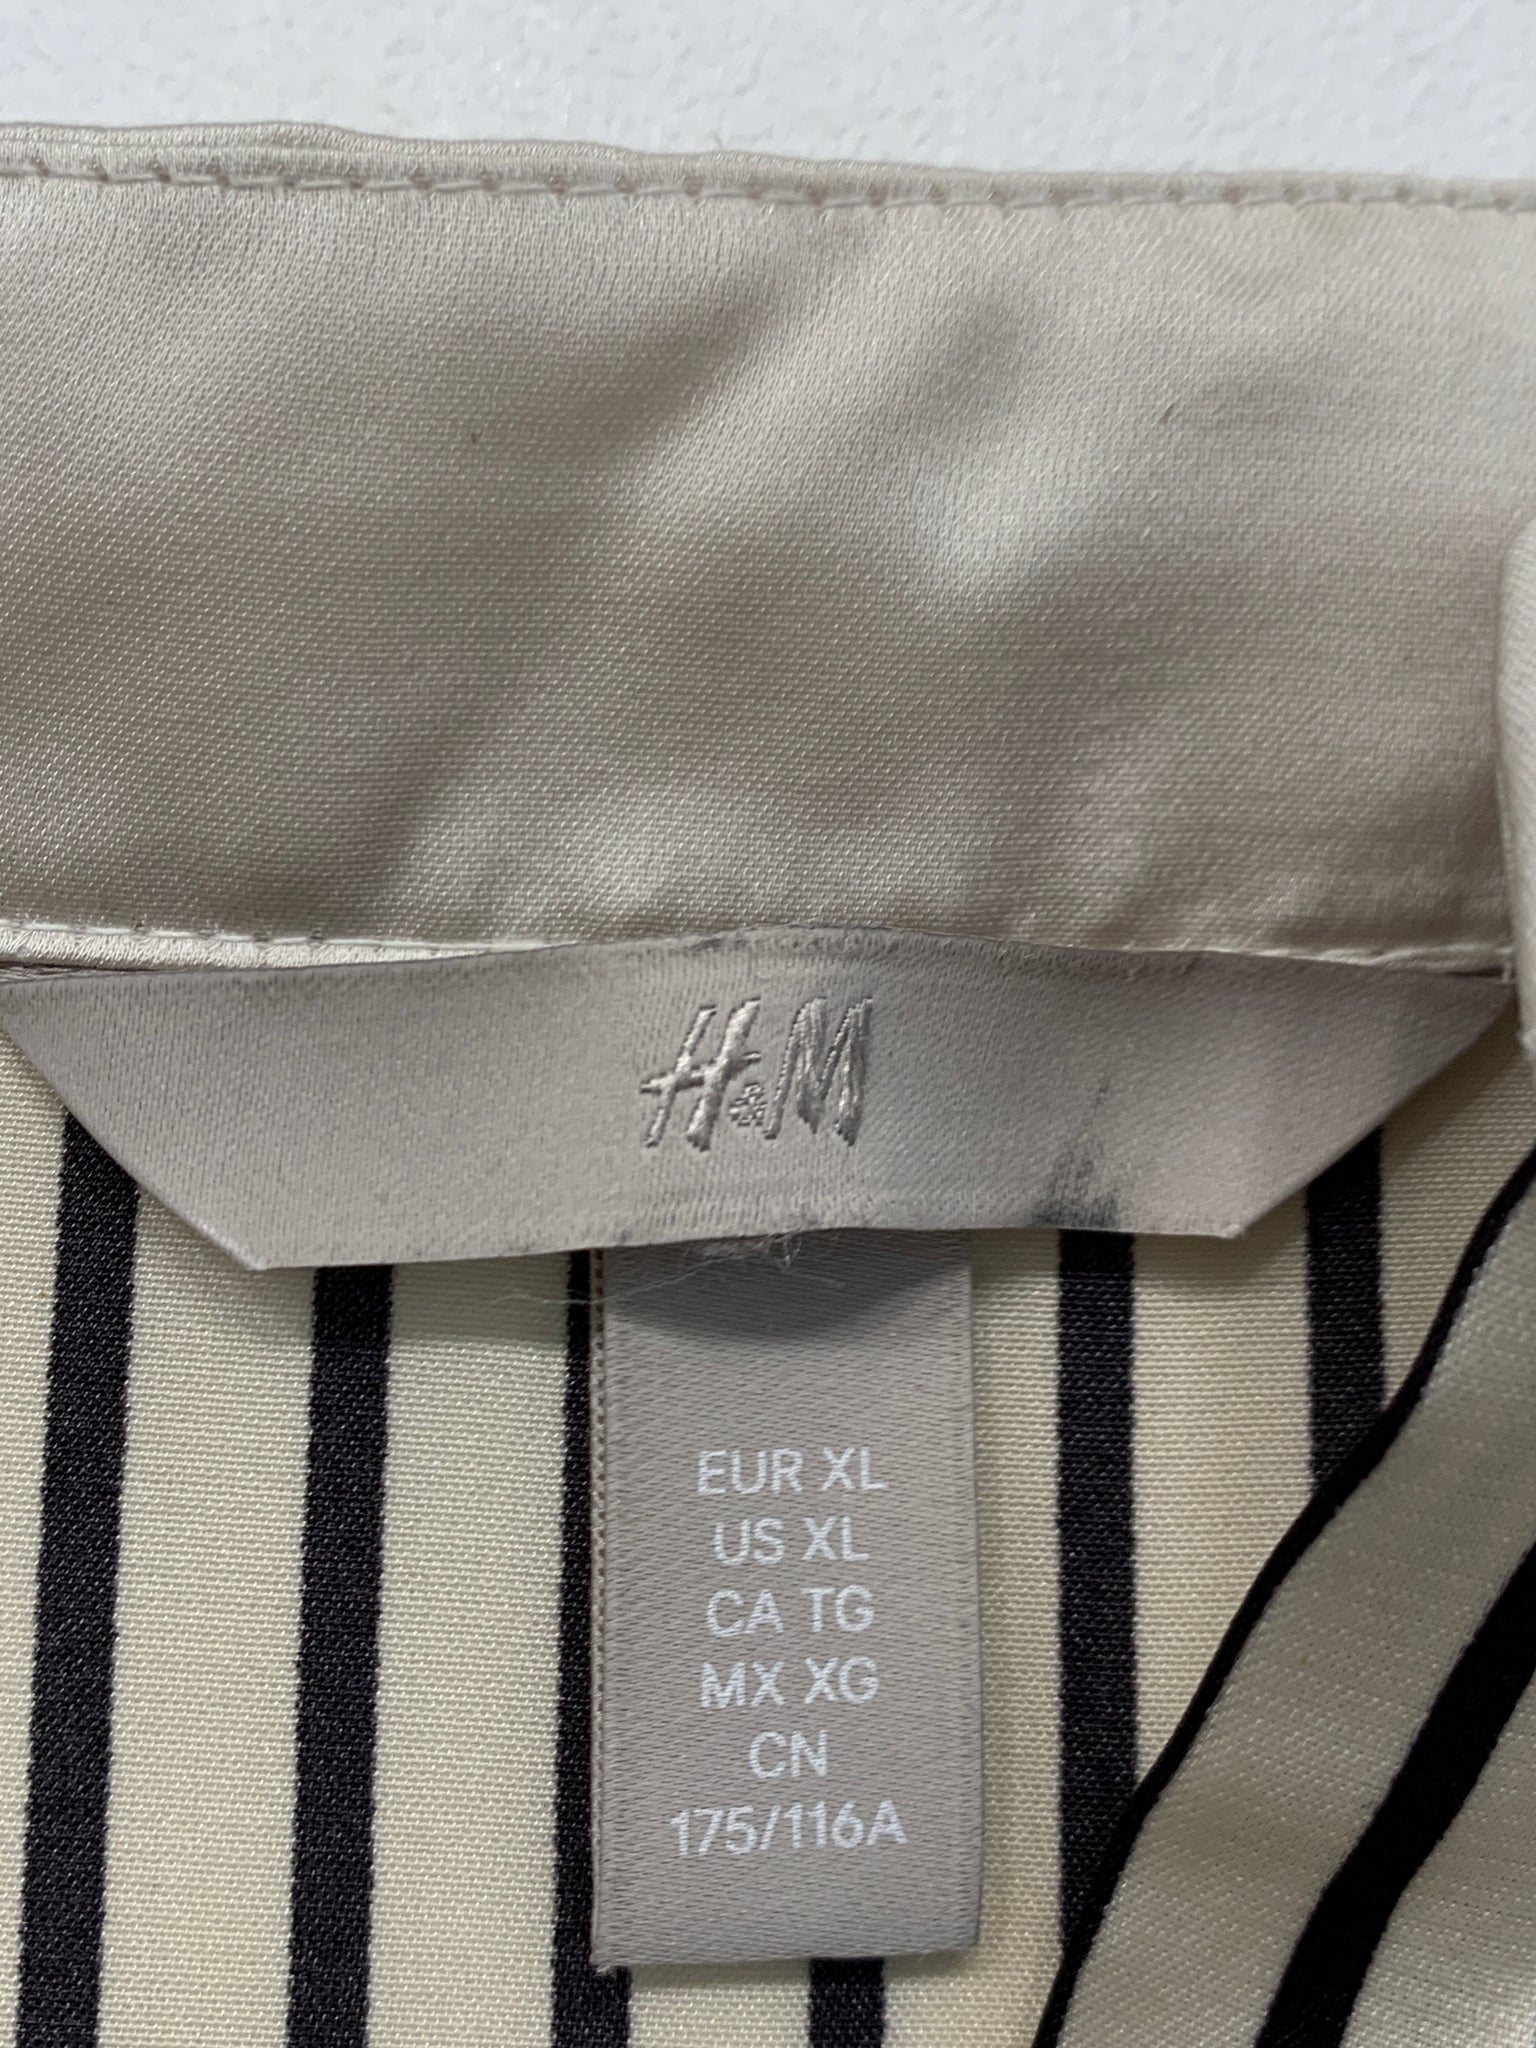 H&M
EUR XL
US XL
CA TG
MX XG
CN
175/116A